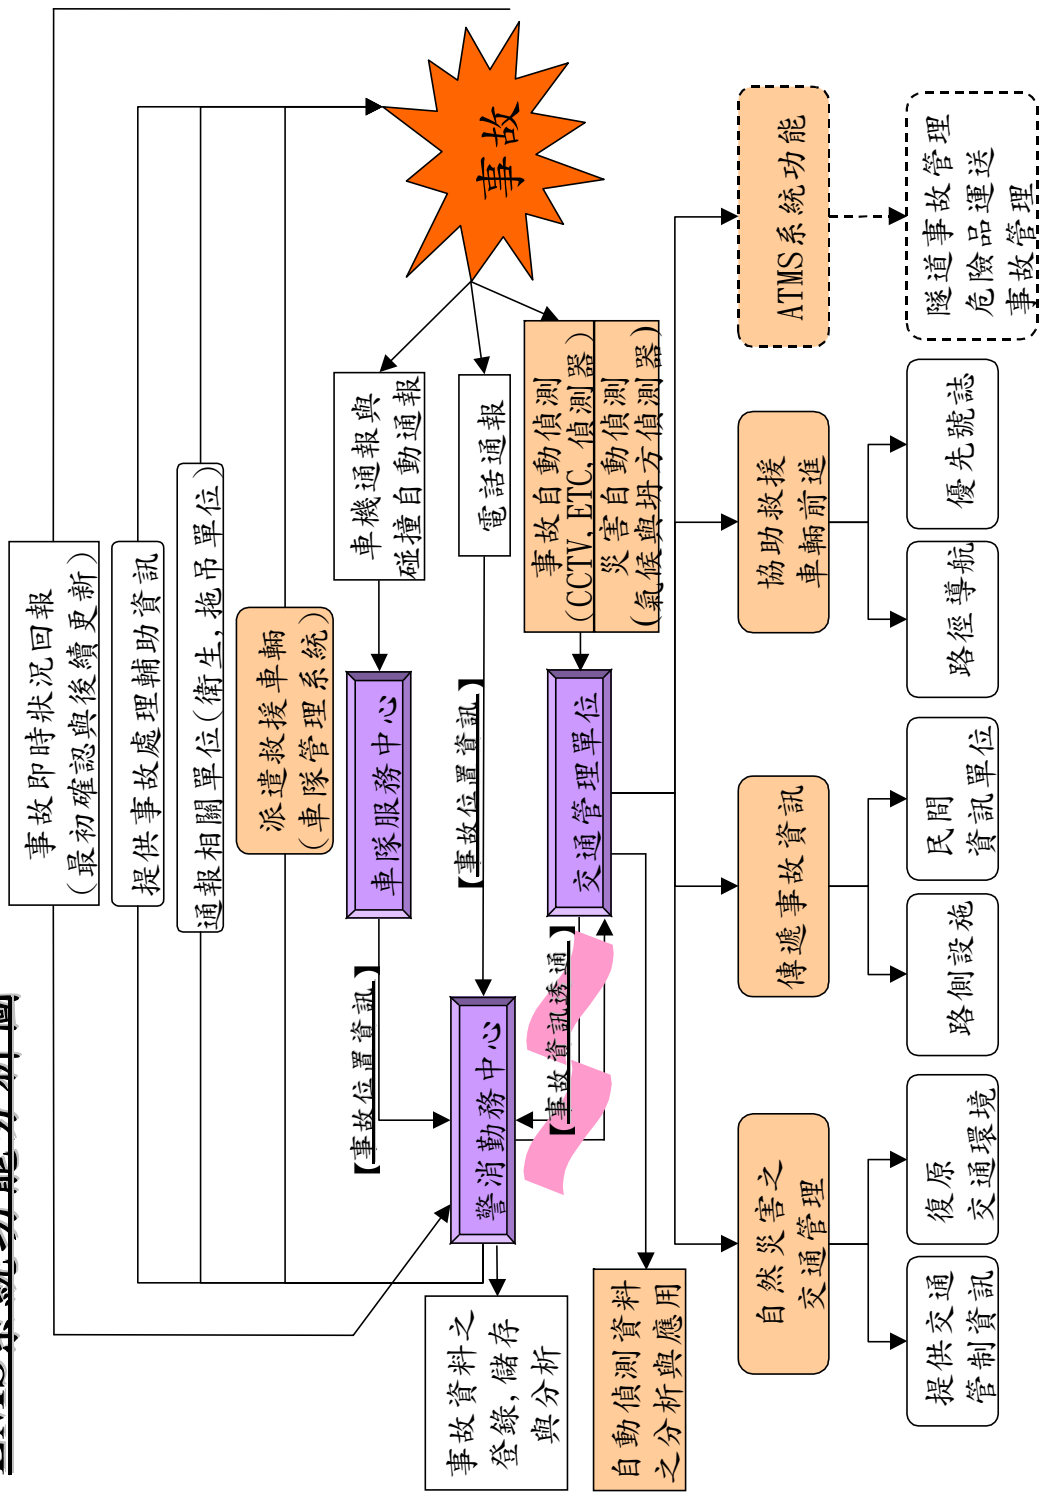 EMS系統功能分析圖
事故即時狀況回報
(最初確認與後續更新)
提供事故處理輔助資訊
通報相關單位(衛生,拖吊單位)
派遣救援車輛
(車隊管理系統)
事故
車機通報與
碰撞自動通報
電話通報
事故自動偵測
(CCTV,ETC,偵測器)
災害自動偵測
(氣候與坍方偵測器)
車隊服務中心
【事故位置資訊】
【事故位置資訊】
交通管理單位
【事故資訊透通】
警消勤務中心
事故資料之
登錄,儲存
與分析
自動偵測資料
之分析與應用
自然災害之
交通管理
傳遞事故資訊
協助救援
車輛前進
ATMS系統功能
提供交通
管制資訊
復原
交通環境
路側設施
民間
資訊單位
路徑導航
優先號誌
隧道事故管理
危險品運送
事故管理